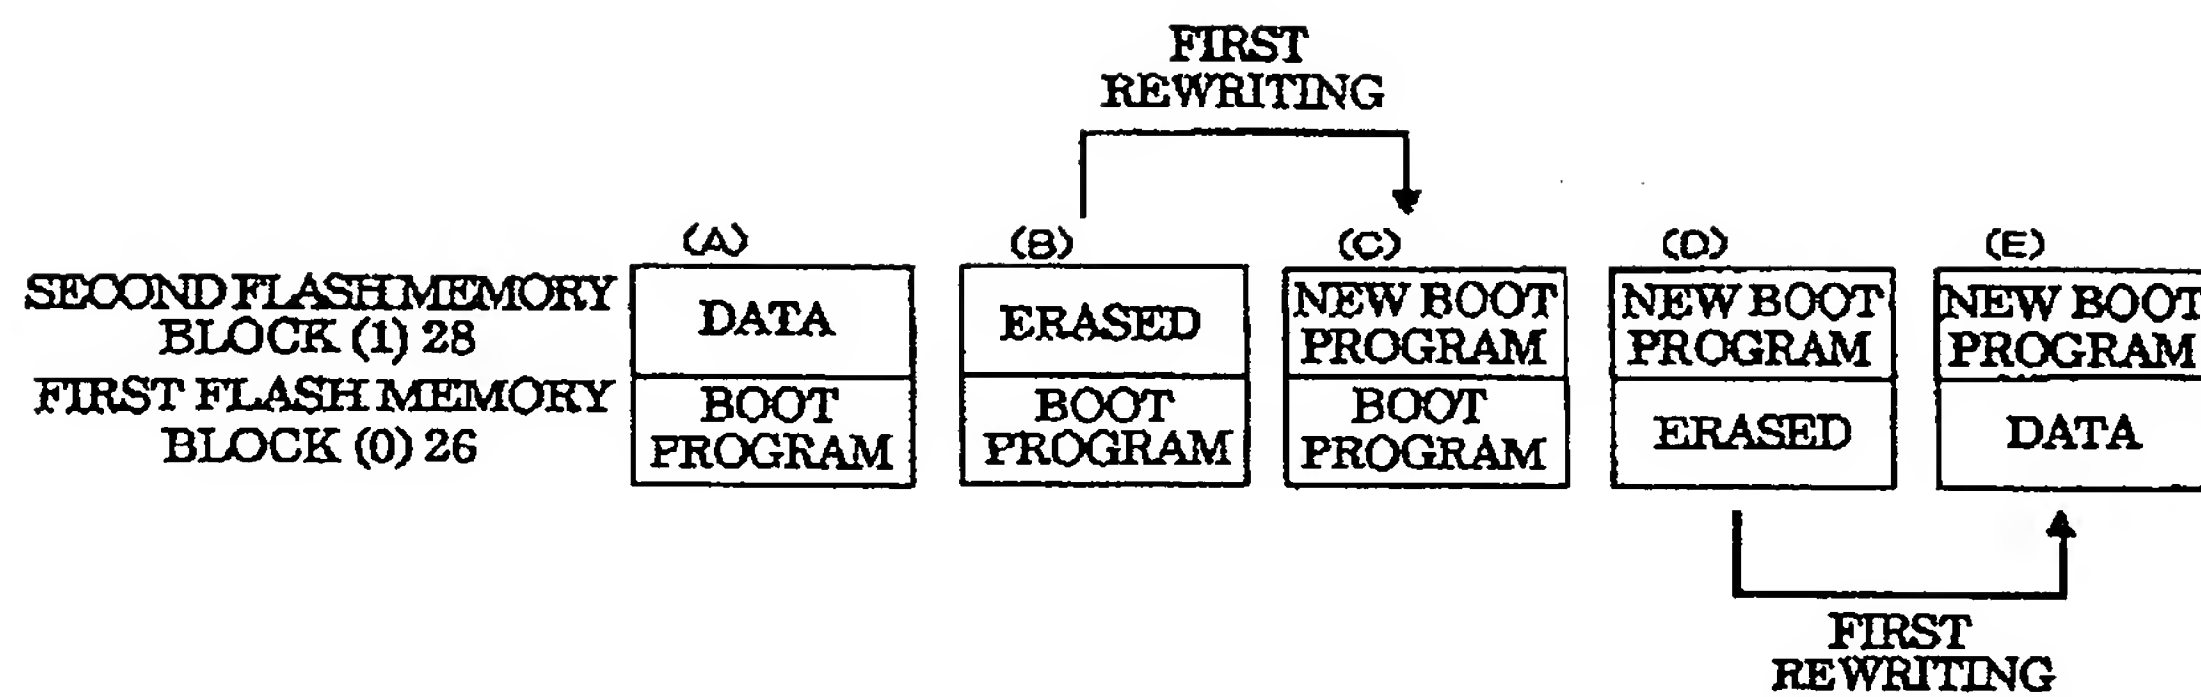 FIRST
REWRITING
(A)
(B)
(C)
(D)
(E)
SECOND FLASH MEMORY
BLOCK (1) 28
FIRST FLASH MEMORY
BLOCK (0) 26
DATA
BOOT
PROGRAM
ERASED
BOOT
PROGRAM
NEW BOOT
PROGRAM
BOOT
PROGRAM
NEW BOOT
PROGRAM
ERASED
NEW BOOT
PROGRAM
DATA
FIRST
REWRITING